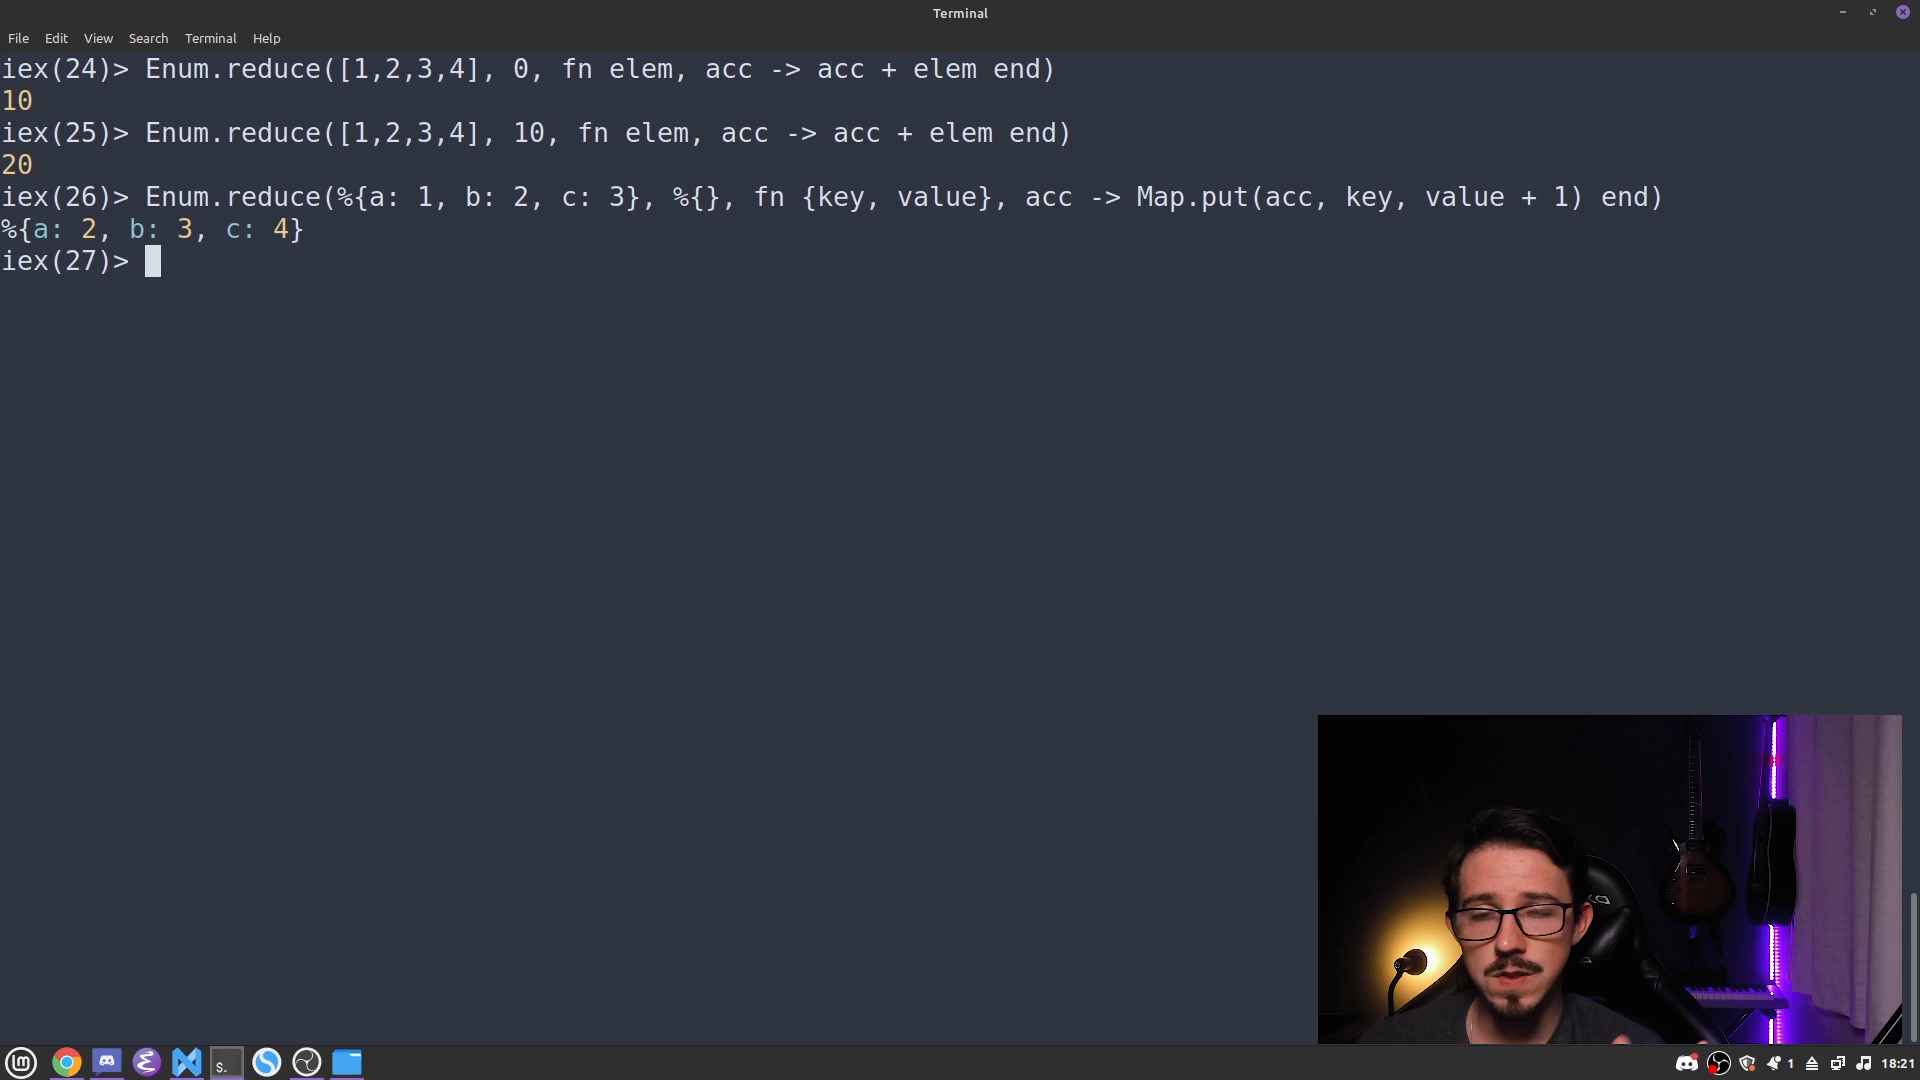 Terminal
File Edit View Search Terminal Help
iex(24)> Enum.reduce([1,2,3,4], 0, fn elem, acc -> acc + elem end)
10
iex(25)> Enum.reduce([1,2,3,4], 10, fn elem, acc -> acc + elem end)
20
iex(26)> Enum.reduce(%{a: 1, b: 2, c: 3}, %{}, fn {key, value}, acc -> Map.put(acc, key, value + 1) end)
%{a: 2, b: 3, c: 4}
iex(27)>
$.
1
18:21